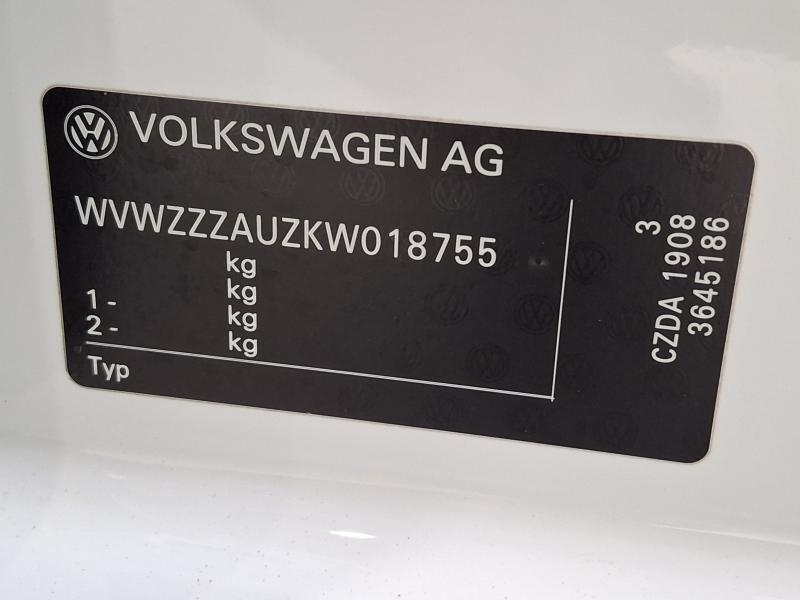 VOLKSWAGEN AG
WVWZZZAUZKW018755
kg
kg
1 - kg
2 - kg
Typ
3
CZDA 1908
3645186